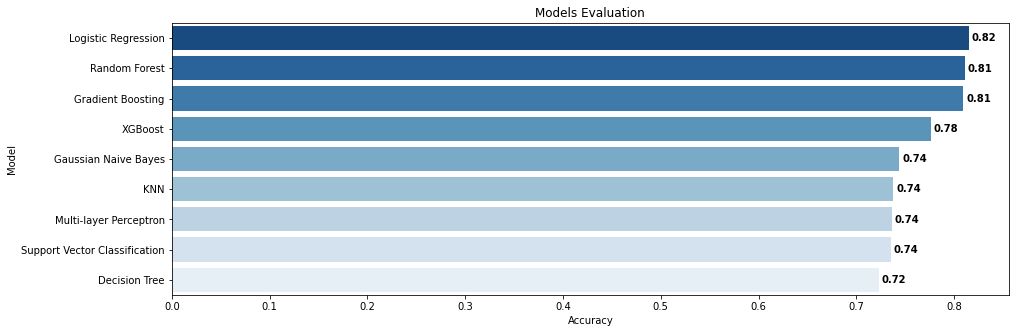 Models Evaluation
Model
Logistic Regression 0.82
Random Forest 0.81
Gradient Boosting 0.81
XGBoost 0.78
Gaussian Naive Bayes 0.74
KNN 0.74
Multi-layer Perceptron 0.74
Support Vector Classification 0.74
Decision Tree 0.72
0.0 0.1 0.2 0.3 0.4 0.5 0.6 0.7 0.8
Accuracy